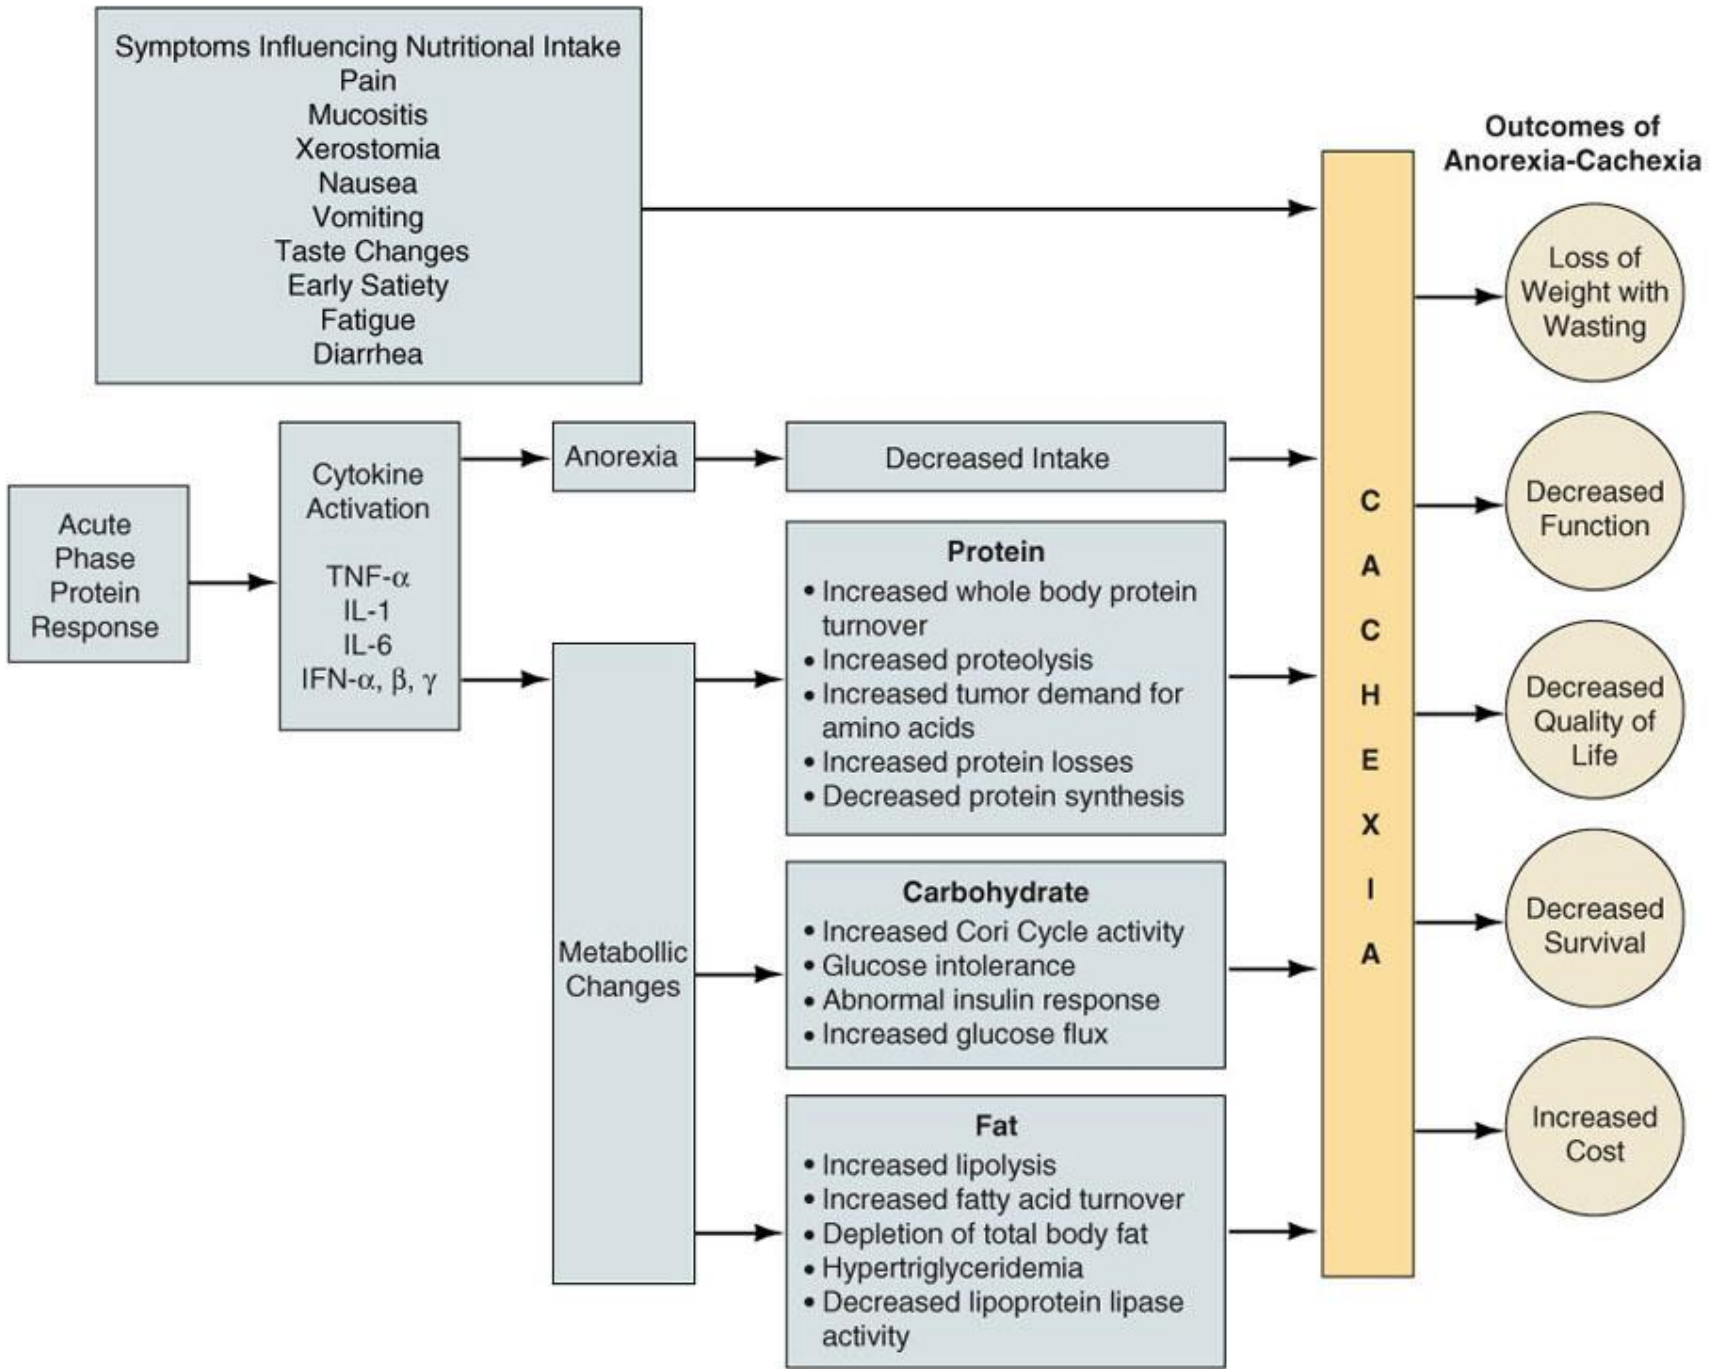 Symptoms Influencing Nutritional Intake
Pain
Mucositis
Xerostomia
Nausea
Vomiting
Taste Changes
Early Satiety
Fatigue
Diarrhea
Acute
Phase
Protein
Response
Cytokine
Activation
TNF-α
IL-1
IL-6
IFN-α, β, γ
Anorexia
Decreased Intake
Metabollic
Changes
Protein
• Increased whole body protein
turnover
• Increased proteolysis
• Increased tumor demand for
amino acids
• Increased protein losses
• Decreased protein synthesis
Carbohydrate
• Increased Cori Cycle activity
• Glucose intolerance
• Abnormal insulin response
• Increased glucose flux
Fat
• Increased lipolysis
• Increased fatty acid turnover
• Depletion of total body fat
• Hypertriglyceridemia
• Decreased lipoprotein lipase
activity
C
A
C
H
E
X
I
A
Outcomes of
Anorexia-Cachexia
Loss of
Weight with
Wasting
Decreased
Function
Decreased
Quality of
Life
Decreased
Survival
Increased
Cost